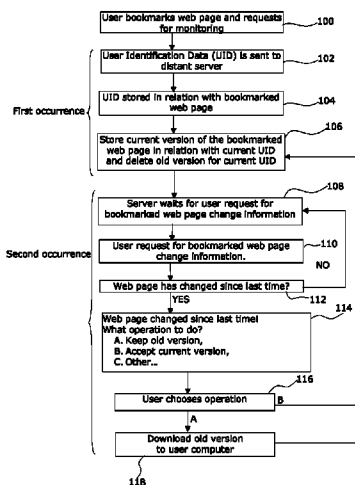 User bookmarks web page and requests
for monitoring
100
User Identification Data (UID) is sent to
distant server
102
UID stored in relation with bookmarked
web page
104
First occurrence
106
Store current version of the bookmarked
web page in relation with current UID
and delete old version for current UID
108
Server waits for user request for
bookmarked web page change information
110
User request for bookmarked web page
change information.
NO
Second occurrence
Web page has changed since last time?
112
YES
114
Web page changed since last time!
What operation to do?
A. Keep old version,
B. Accept current version,
C. Other...
116
User chooses operation
B
A
Download old version
to user computer
118